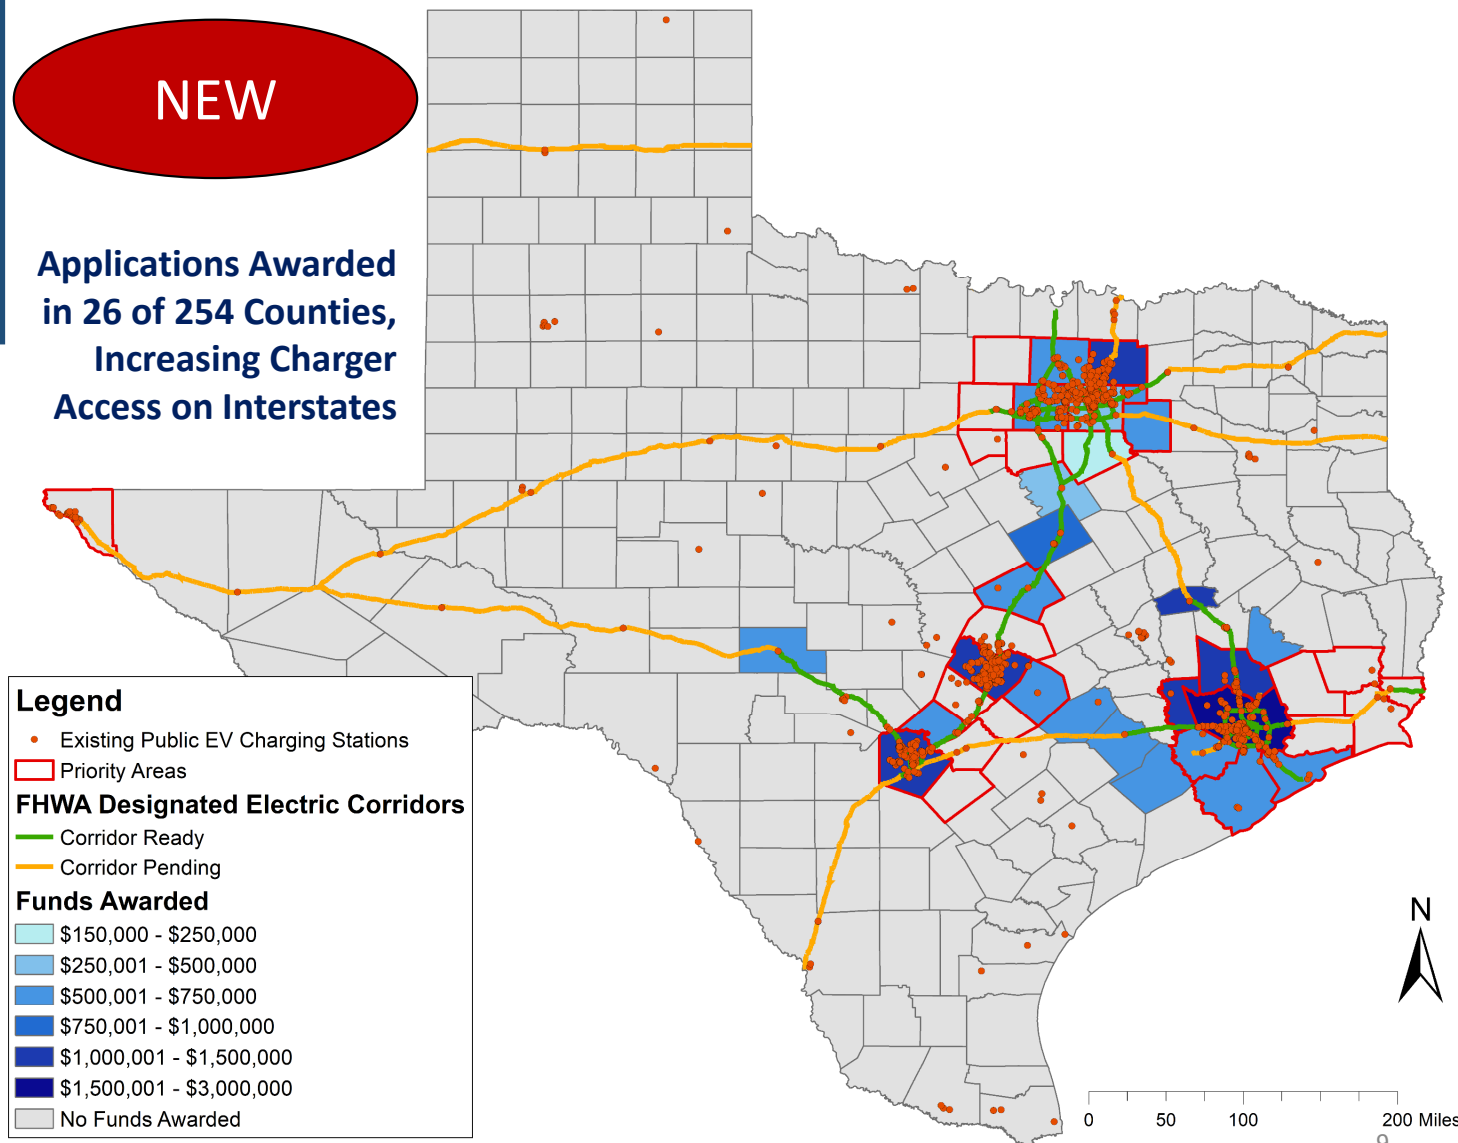 NEW
Applications Awarded
in 26 of 254 Counties,
Increasing Charger
Access on Interstates
Legend
Existing Public EV Charging Stations
Priority Areas
FHWA Designated Electric Corridors
Corridor Ready
Corridor Pending
Funds Awarded
$150,000 - $250,000
$250,001 - $500,000
$500,001 - $750,000
$750,001 - $1,000,000
$1,000,001 - $1,500,000
$1,500,001 - $3,000,000
No Funds Awarded
N
0 50 100 200 Miles